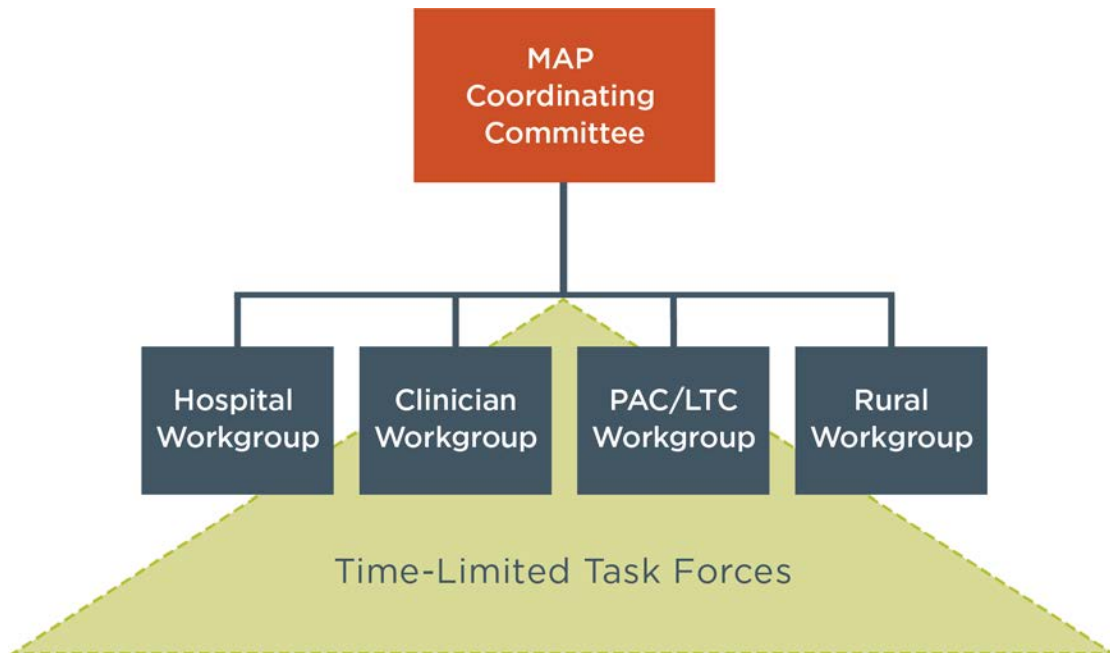 MAP
Coordinating
Committee
Hospital
Workgroup
Clinician
Workgroup
PAC/LTC
Workgroup
Rural
Workgroup
Time-Limited Task Forces